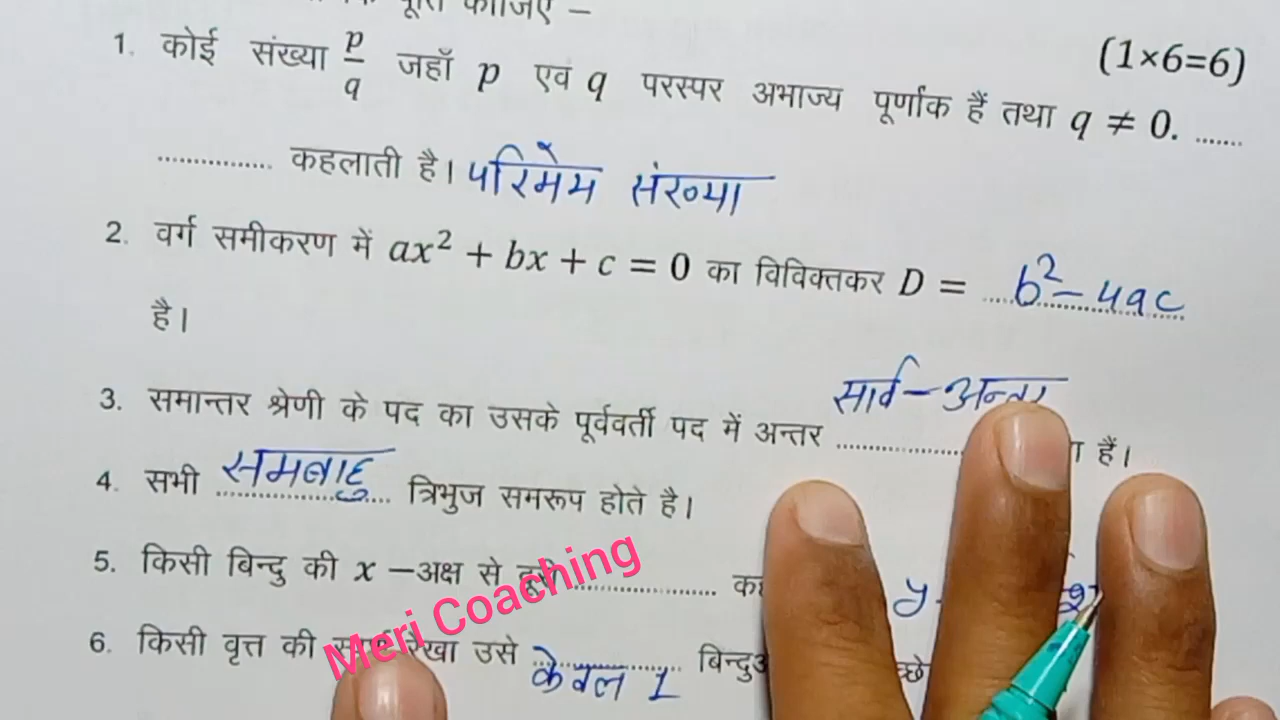 पूर्ति कीजिए –
(1×6=6)
1. कोई संख्या p/q जहाँ p एवं q परस्पर अभाज्य पूर्णांक हैं तथा q ≠ 0. ......
............... कहलाती है। परिमेय संख्या
2. वर्ग समीकरण में ax² + bx + c = 0 का विविक्तकर D = ..... b² – 4ac
है।
सार्व – अन्तर
3. समान्तर श्रेणी के पद का उसके पूर्ववर्ती पद में अन्तर ................ हैं।
4. सभी समबाहु त्रिभुज समरूप होते है।
5. किसी बिन्दु की x –अक्ष से ................... y
6. किसी वृत्त की उसे केवल 1
Meri Coaching